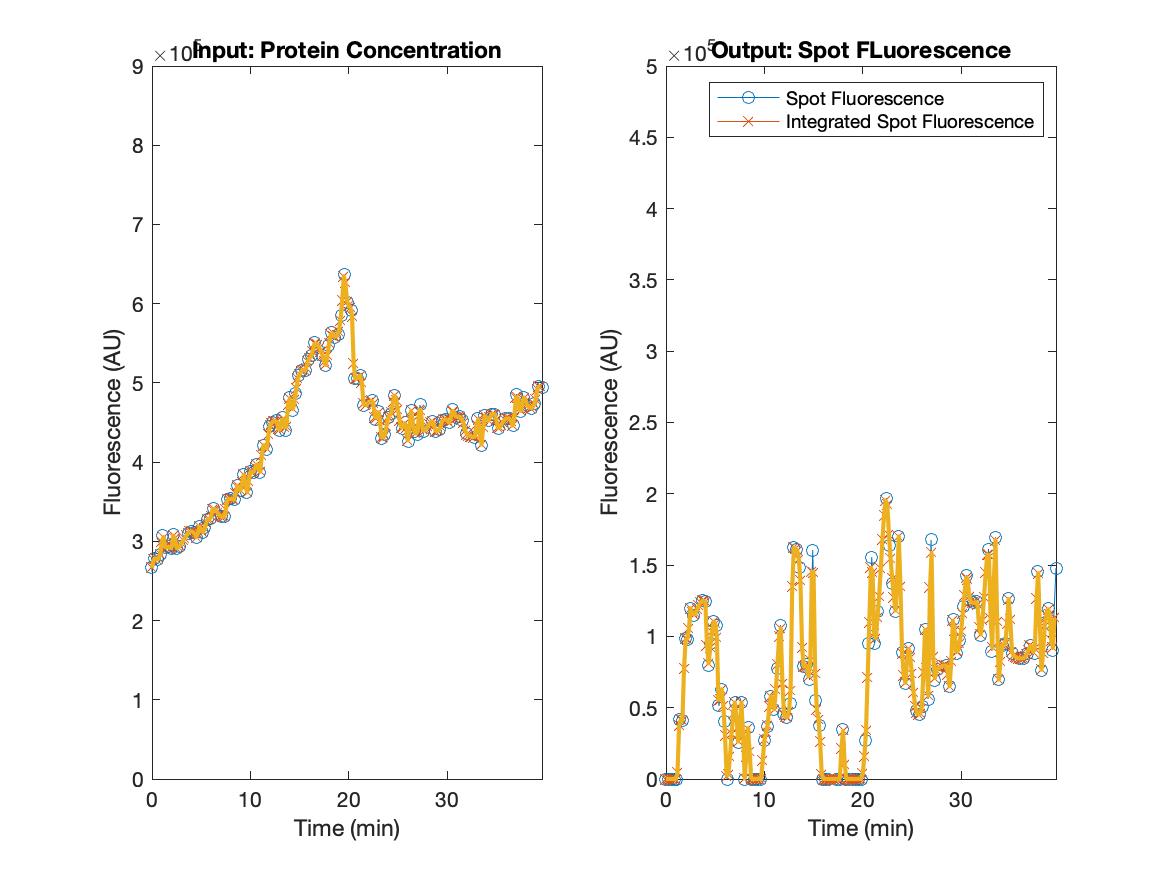 ×10⁵ Input: Protein Concentration
9
8
7
6
5
4
3
2
1
0
0 10 20 30
Fluorescence (AU)
Time (min)
×10⁵ Output: Spot FLuorescence
Spot Fluorescence
Integrated Spot Fluorescence
5
4.5
4
3.5
3
2.5
2
1.5
1
0.5
0
0 10 20 30
Fluorescence (AU)
Time (min)